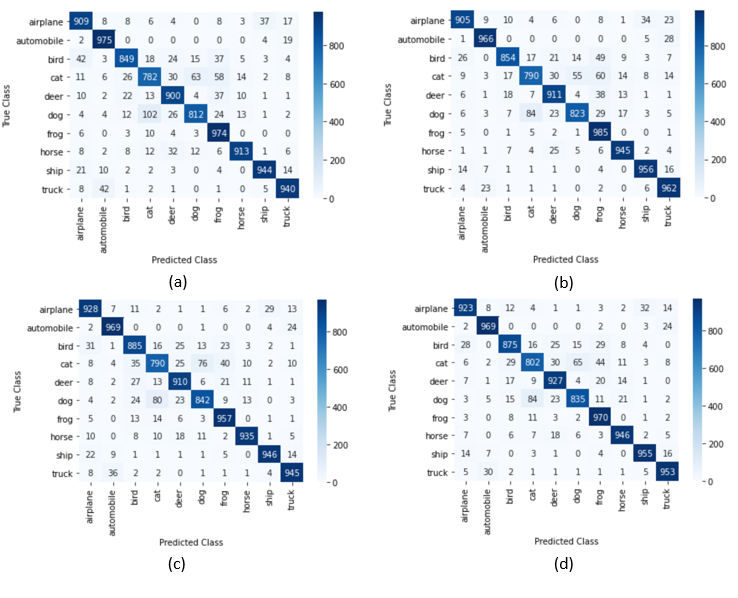 airplane 909 8 8 6 4 0 8 3 37 17
automobile 2 975 0 0 0 0 0 0 4 19
bird 42 3 849 18 24 15 37 5 3 4
cat 11 6 26 782 30 63 58 14 2 8
deer 10 2 22 13 900 4 37 10 1 1
dog 4 4 12 102 26 812 24 13 1 2
frog 6 0 3 10 4 3 974 0 0 0
horse 8 2 8 12 32 12 6 913 1 6
ship 21 10 2 2 3 0 4 0 944 14
truck 8 42 1 2 1 0 1 0 5 940
True Class
800
600
400
200
0
airplane automobile bird cat deer dog frog horse ship truck
Predicted Class
(a)
airplane 905 9 10 4 6 0 8 1 34 23
automobile 1 966 0 0 0 0 0 0 5 28
bird 26 0 854 17 21 14 49 9 3 7
cat 9 3 17 790 30 55 60 14 8 14
deer 6 1 18 7 911 4 38 13 1 1
dog 6 3 7 84 23 823 29 17 3 5
frog 5 0 1 5 2 1 985 0 0 1
horse 1 1 7 4 25 5 6 945 2 4
ship 14 7 1 1 1 0 4 0 956 16
truck 4 23 1 1 1 0 2 0 6 962
True Class
800
600
400
200
0
airplane automobile bird cat deer dog frog horse ship truck
Predicted Class
(b)
airplane 928 7 11 2 1 1 6 2 29 13
automobile 2 969 0 0 0 1 0 0 4 24
bird 31 1 885 16 25 13 23 3 2 1
cat 8 4 35 790 25 76 40 10 2 10
deer 8 2 27 13 910 6 21 11 1 1
dog 4 2 24 80 23 842 9 13 0 3
frog 5 0 13 14 6 3 957 1 0 1
horse 10 0 8 10 18 11 2 935 1 5
ship 22 9 1 1 1 1 5 0 946 14
truck 8 36 2 2 0 1 1 1 4 945
True Class
800
600
400
200
0
airplane automobile bird cat deer dog frog horse ship truck
Predicted Class
(c)
airplane 923 8 12 4 1 1 3 2 32 14
automobile 2 969 0 0 0 1 1 0 3 24
bird 28 0 875 16 25 15 29 8 4 0
cat 6 2 29 802 30 65 44 11 3 8
deer 7 1 17 9 927 4 20 14 1 0
dog 3 5 15 84 23 835 11 21 1 2
frog 3 0 8 11 3 2 970 0 1 2
horse 7 0 6 7 18 6 3 946 2 5
ship 14 7 0 3 1 0 4 0 955 16
truck 5 30 2 1 1 1 1 1 5 953
True Class
800
600
400
200
0
airplane automobile bird cat deer dog frog horse ship truck
Predicted Class
(d)